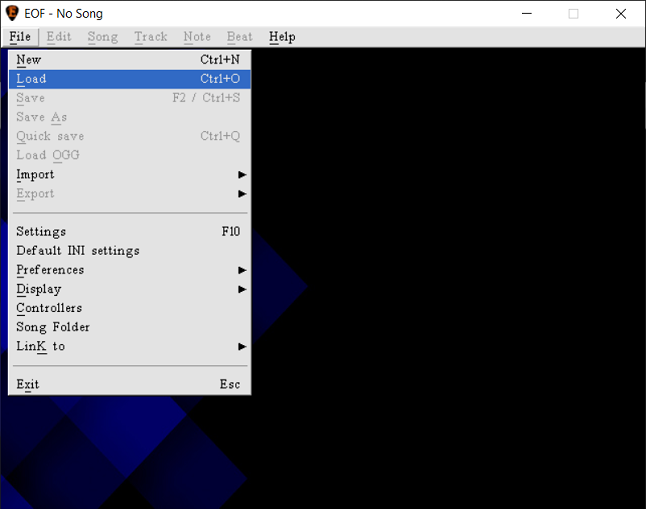 EOF - No Song
File Edit Song Track Note Beat Help
New Ctrl+N
Load Ctrl+O
Save F2 / Ctrl+S
Save As
Quick save Ctrl+Q
Load OGG
Import
Export
Settings F10
Default INI settings
Preferences
Display
Controllers
Song Folder
LinK to
Exit Esc